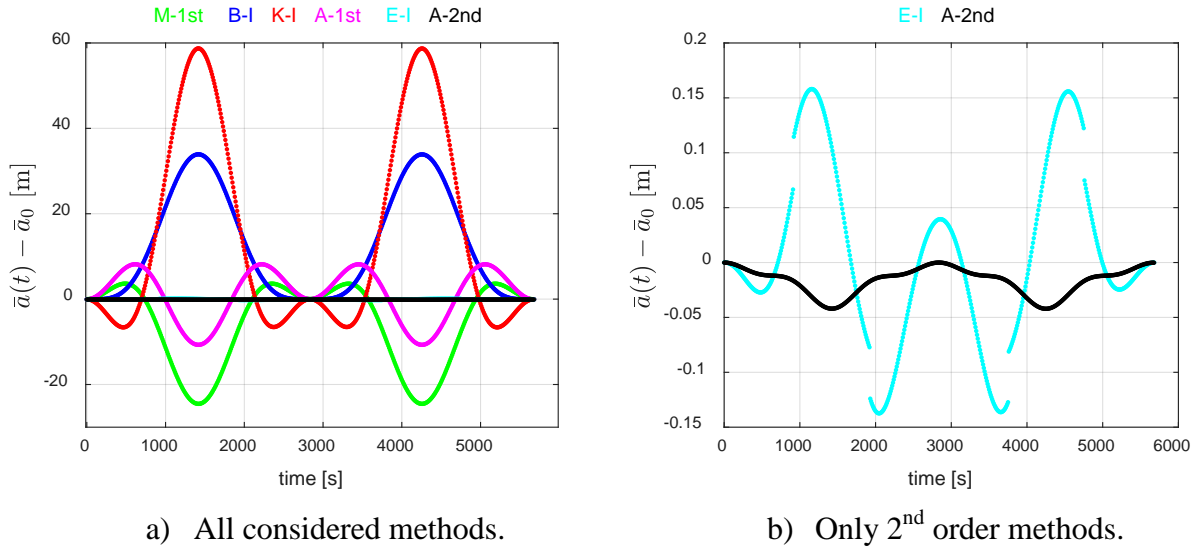 M-1st B-I K-I A-1st E-I A-2nd
60
40
20
0
-20
ā(t) − ā₀ [m]
0 1000 2000 3000 4000 5000
time [s]
a) All considered methods.
E-I A-2nd
0.2
0.15
0.1
0.05
0
-0.05
-0.1
-0.15
ā(t) − ā₀ [m]
0 1000 2000 3000 4000 5000 6000
time [s]
b) Only 2nd order methods.